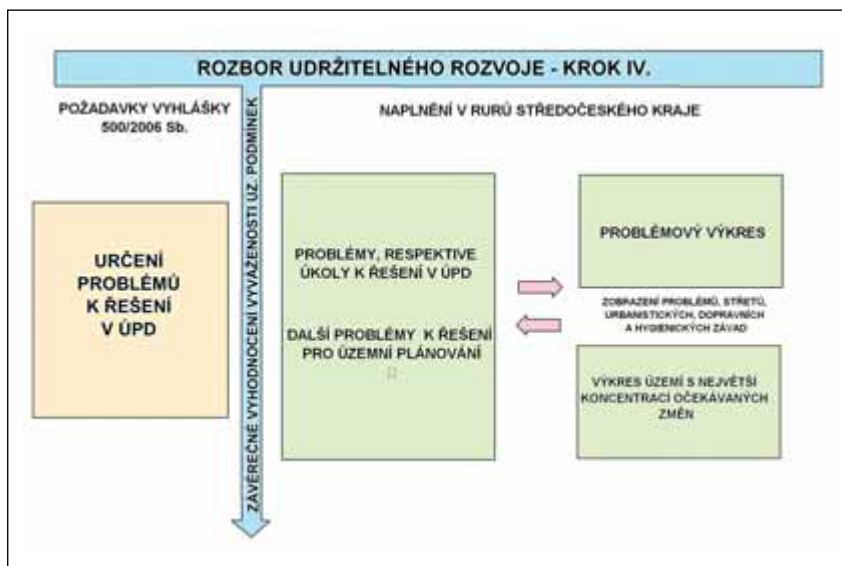 ROZBOR UDRŽITELNÉHO ROZVOJE - KROK IV.
POŽADAVKY VYHLÁŠKY
500/2006 Sb.
NAPLNĚNÍ V RURÚ STŘEDOČESKÉHO KRAJE
ZÁVĚREČNÉ VYHODNOCENÍ VYVÁŽENOSTI UZ. PODMÍNEK
URČENÍ
PROBLÉMŮ
K ŘEŠENÍ
V ÚPD
PROBLÉMY, RESPEKTIVE
ÚKOLY K ŘEŠENÍ V ÚPD
DALŠÍ PROBLÉMY K ŘEŠENÍ
PRO ÚZEMNÍ PLÁNOVÁNÍ
PROBLÉMOVÝ VÝKRES
ZOBRAZENÍ PROBLÉMŮ, STŘETŮ,
URBANISTICKÝCH, DOPRAVNÍCH
A HYGIENICKÝCH ZÁVAD
VÝKRES ÚZEMÍ S NEJVĚTŠÍ
KONCENTRACÍ OČEKÁVANÝCH
ZMĚN